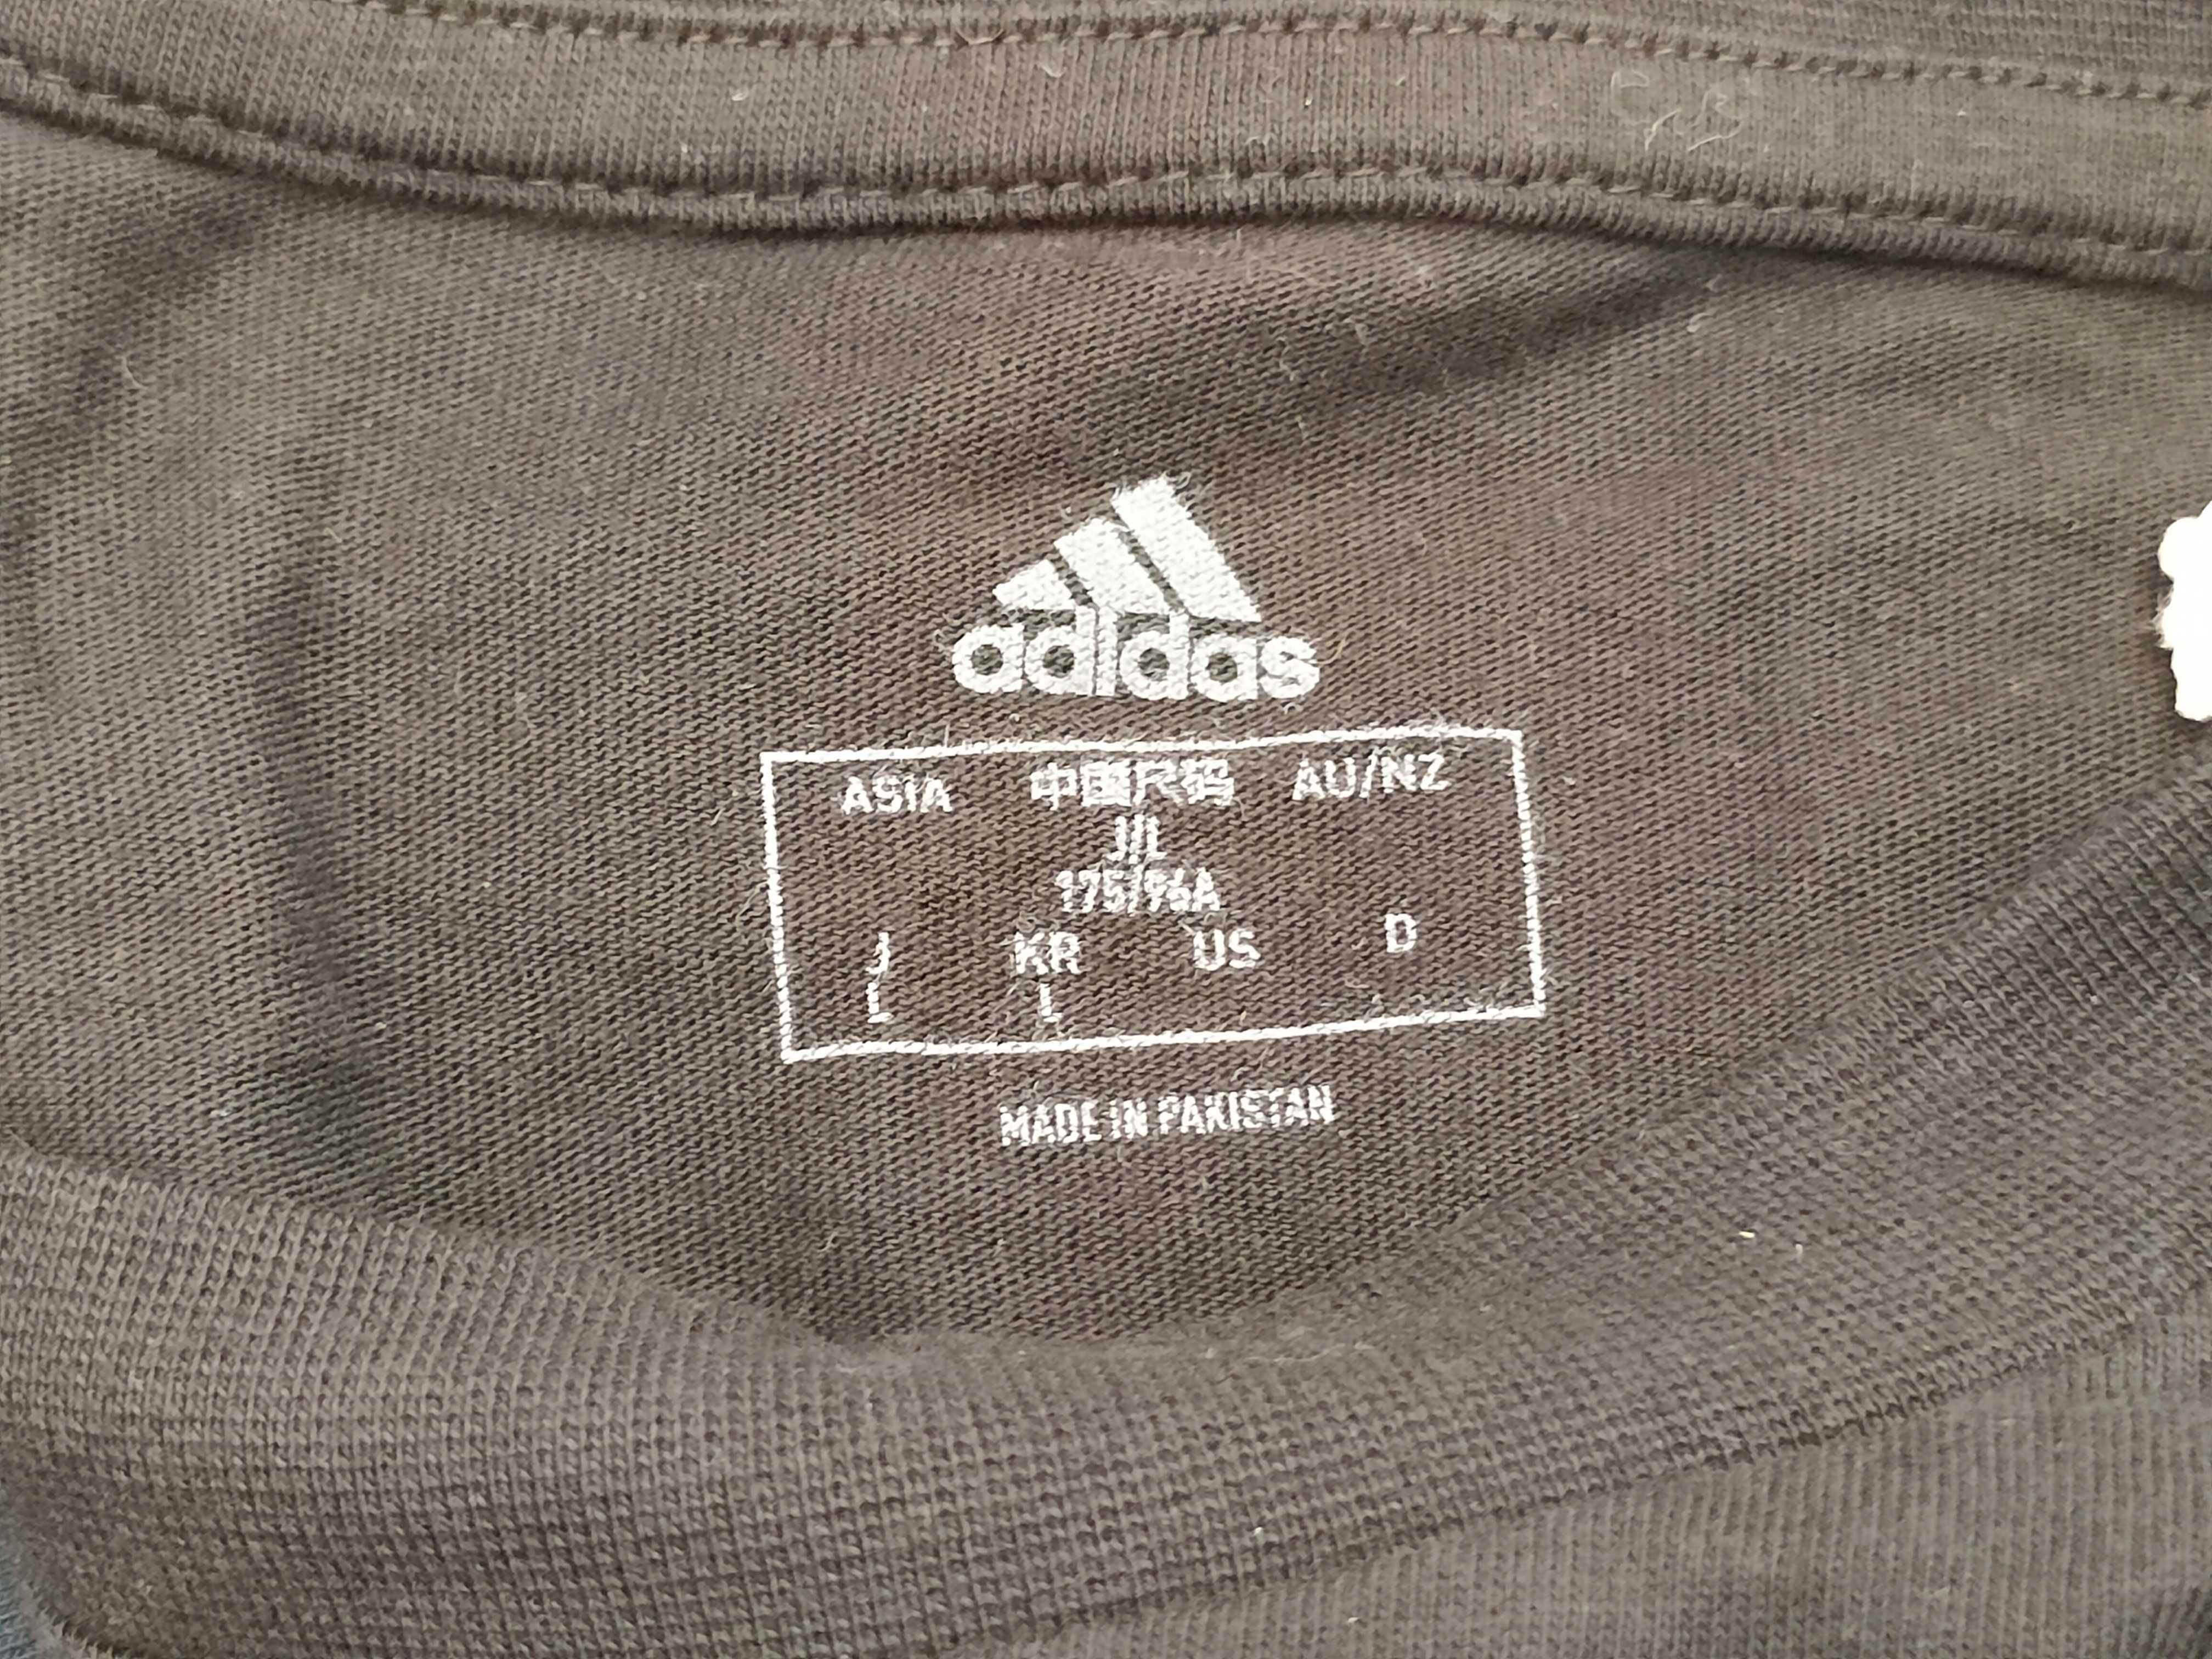 adidas
ASIA 中国尺码 AU/NZ
J/L
175/96A
J KR US D
L L
MADE IN PAKISTAN